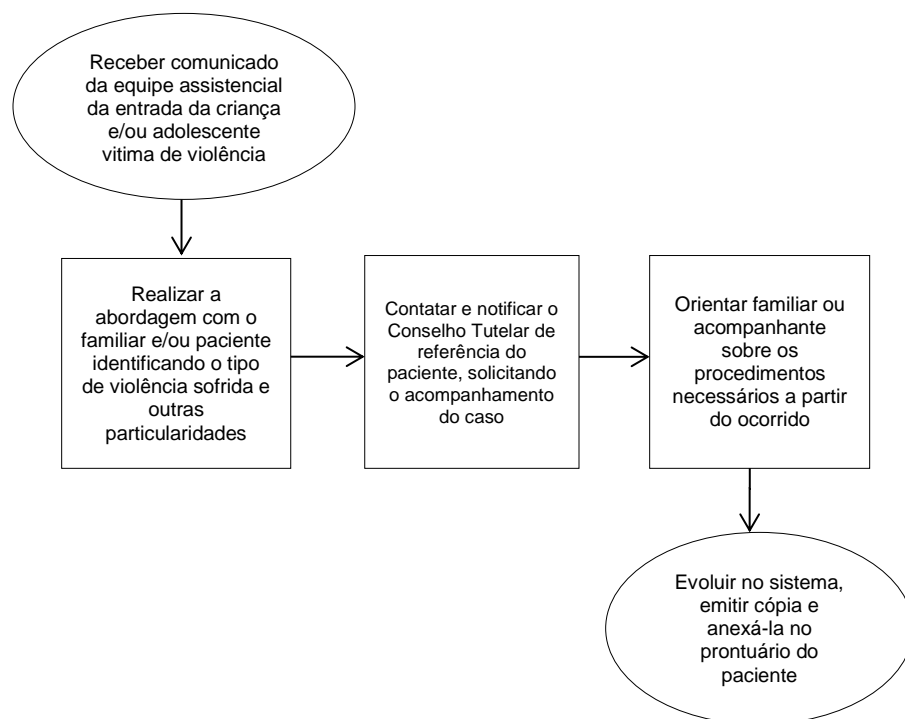 Receber comunicado
da equipe assistencial
da entrada da criança
e/ou adolescente
vitima de violência
Realizar a
abordagem com o
familiar e/ou paciente
identificando o tipo
de violência sofrida e
outras
particularidades
Contatar e notificar o
Conselho Tutelar de
referência do
paciente, solicitando
o acompanhamento
do caso
Orientar familiar ou
acompanhante
sobre os
procedimentos
necessários a partir
do ocorrido
Evoluir no sistema,
emitir cópia e
anexá-la no
prontuário do
paciente